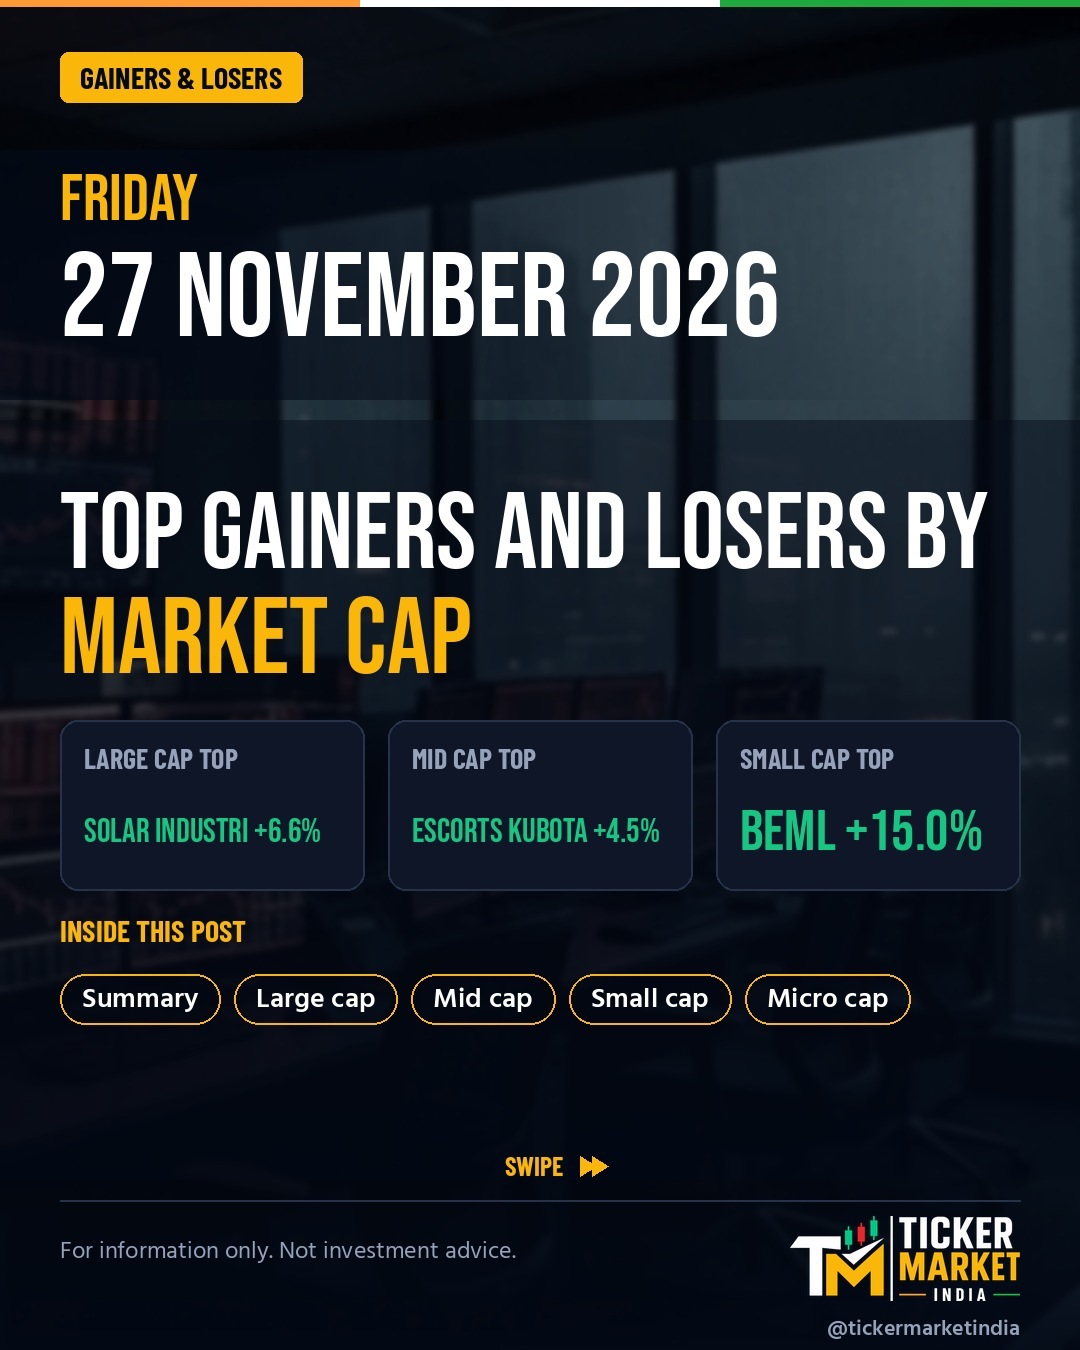 GAINERS & LOSERS
FRIDAY
27 NOVEMBER 2026
TOP GAINERS AND LOSERS BY
MARKET CAP
LARGE CAP TOP
SOLAR INDUSTRI +6.6%
MID CAP TOP
ESCORTS KUBOTA +4.5%
SMALL CAP TOP
BEML +15.0%
INSIDE THIS POST
Summary
Large cap
Mid cap
Small cap
Micro cap
SWIPE
For information only. Not investment advice.
TM
TICKER
MARKET
INDIA
@tickermarketindia